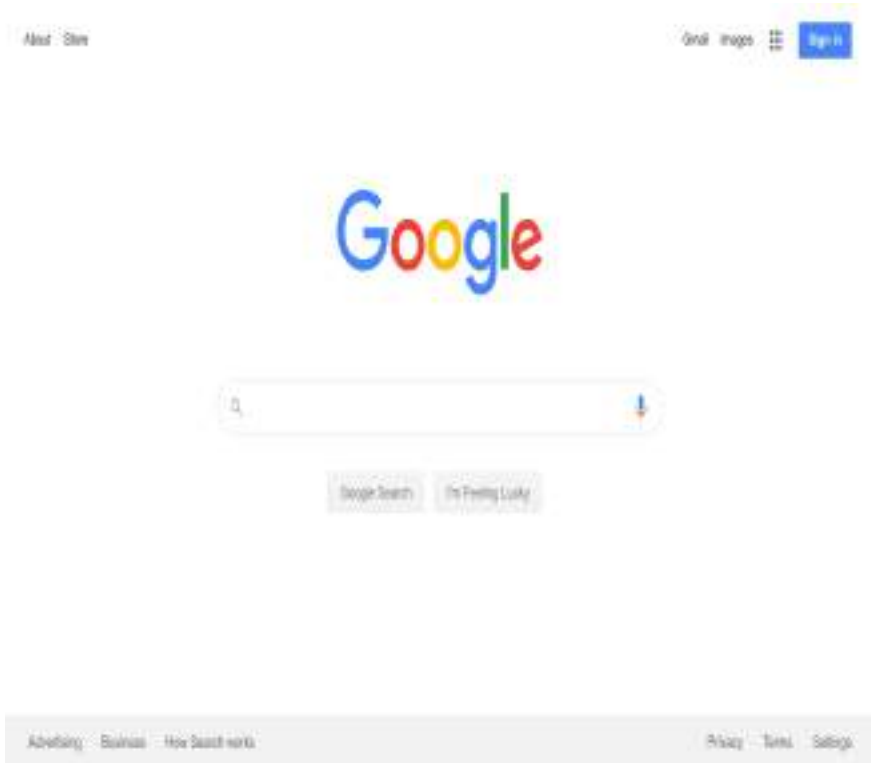 About Store Gmail Images Sign in
Google
Google Search I'm Feeling Lucky
Advertising Business How Search works Privacy Terms Settings